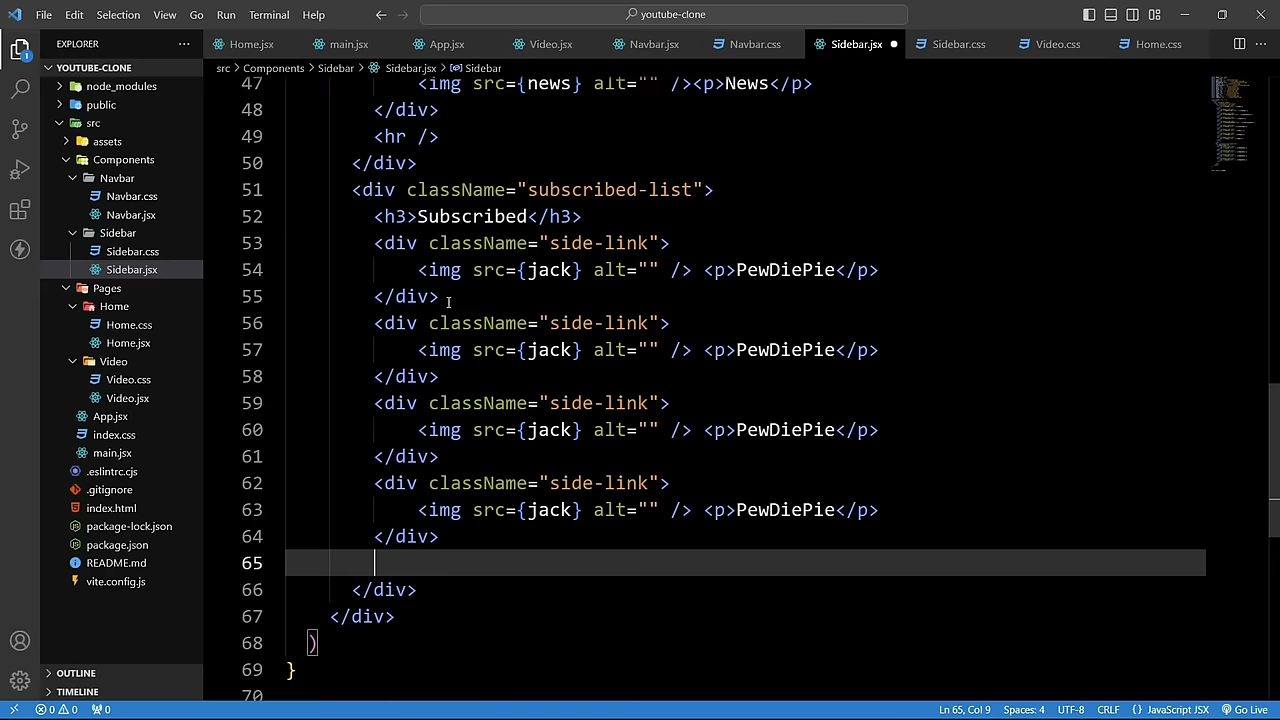 File Edit Selection View Go Run Terminal Help youtube-clone
EXPLORER
YOUTUBE-CLONE
node_modules
public
src
assets
Components
Navbar
Navbar.css
Navbar.jsx
Sidebar
Sidebar.css
Sidebar.jsx
Pages
Home
Home.css
Home.jsx
Video
Video.css
Video.jsx
App.jsx
index.css
main.jsx
.eslintrc.cjs
.gitignore
index.html
package-lock.json
package.json
README.md
vite.config.js
OUTLINE
TIMELINE
1
Home.jsx main.jsx App.jsx Video.jsx Navbar.jsx Navbar.css Sidebar.jsx Sidebar.css Video.css Home.css
src > Components > Sidebar > Sidebar.jsx > Sidebar
47 <img src={news} alt="" /><p>News</p>
48 </div>
49 <hr />
50 </div>
51 <div className="subscribed-list">
52 <h3>Subscribed</h3>
53 <div className="side-link">
54 <img src={jack} alt="" /> <p>PewDiePie</p>
55 </div>
56 <div className="side-link">
57 <img src={jack} alt="" /> <p>PewDiePie</p>
58 </div>
59 <div className="side-link">
60 <img src={jack} alt="" /> <p>PewDiePie</p>
61 </div>
62 <div className="side-link">
63 <img src={jack} alt="" /> <p>PewDiePie</p>
64 </div>
65
66 </div>
67 </div>
68 )
69 }
70
0 0 0 Ln 65, Col 9 Spaces: 4 UTF-8 CRLF {} JavaScript JSX Go Live